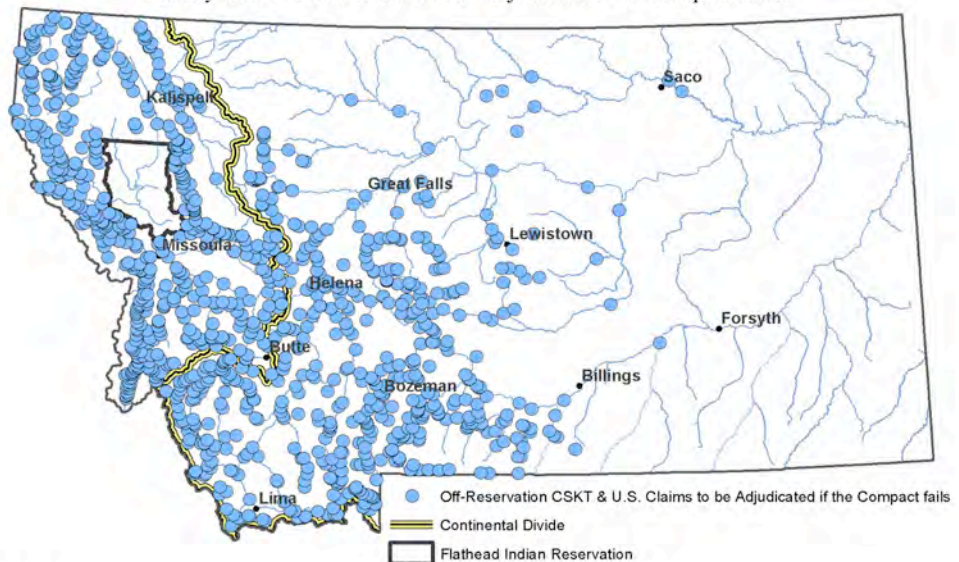 Kalispell
Saco
Great Falls
Lewistown
Missoula
Helena
Forsyth
Butte
Bozeman
Billings
Lima
Off-Reservation CSKT & U.S. Claims to be Adjudicated if the Compact fails
Continental Divide
Flathead Indian Reservation